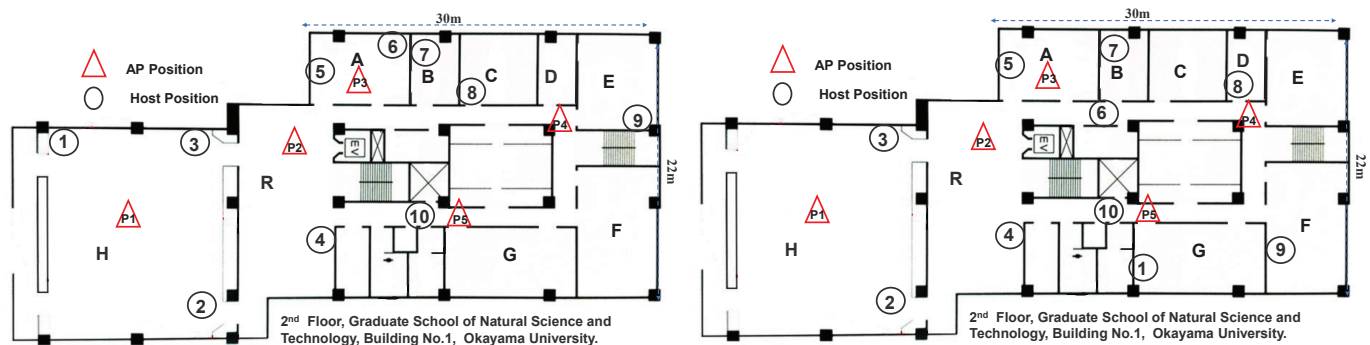 30m
6
7
A
5
P3
B
C
D
E
8
AP Position
Host Position
P4
9
1
3
P2
EV
22m
R
P1
10
P5
4
H
G
F
2
2nd Floor, Graduate School of Natural Science and
Technology, Building No.1, Okayama University.
30m
A
7
5
P3
B
C
D
E
8
AP Position
Host Position
6
P4
3
P2
EV
22m
R
P1
10
P5
4
H
G
F
9
1
2
2nd Floor, Graduate School of Natural Science and
Technology, Building No.1, Okayama University.